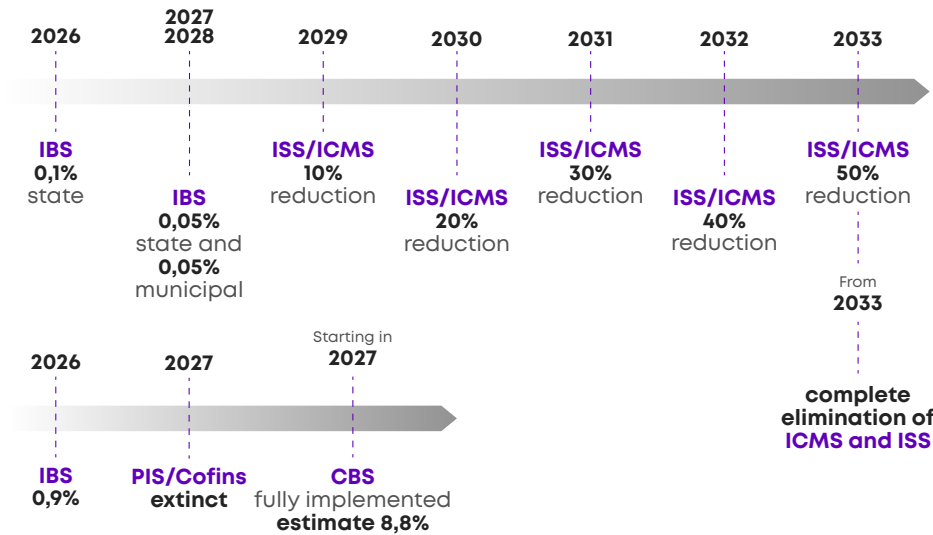 2026
2027
2028
2029
2030
2031
2032
2033
IBS
0,1%
state
IBS
0,05%
state and
0,05%
municipal
ISS/ICMS
10%
reduction
ISS/ICMS
20%
reduction
ISS/ICMS
30%
reduction
ISS/ICMS
40%
reduction
ISS/ICMS
50%
reduction
From
2033
complete
elimination of
ICMS and ISS
2026
2027
Starting in
2027
IBS
0,9%
PIS/Cofins
extinct
CBS
fully implemented
estimate 8,8%